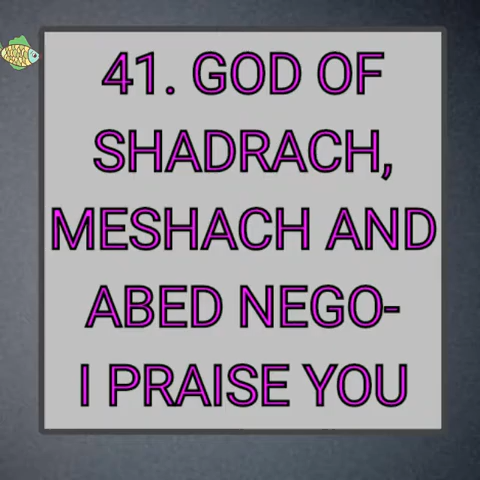 41. GOD OF
SHADRACH,
MESHACH AND
ABED NEGO-
I PRAISE YOU